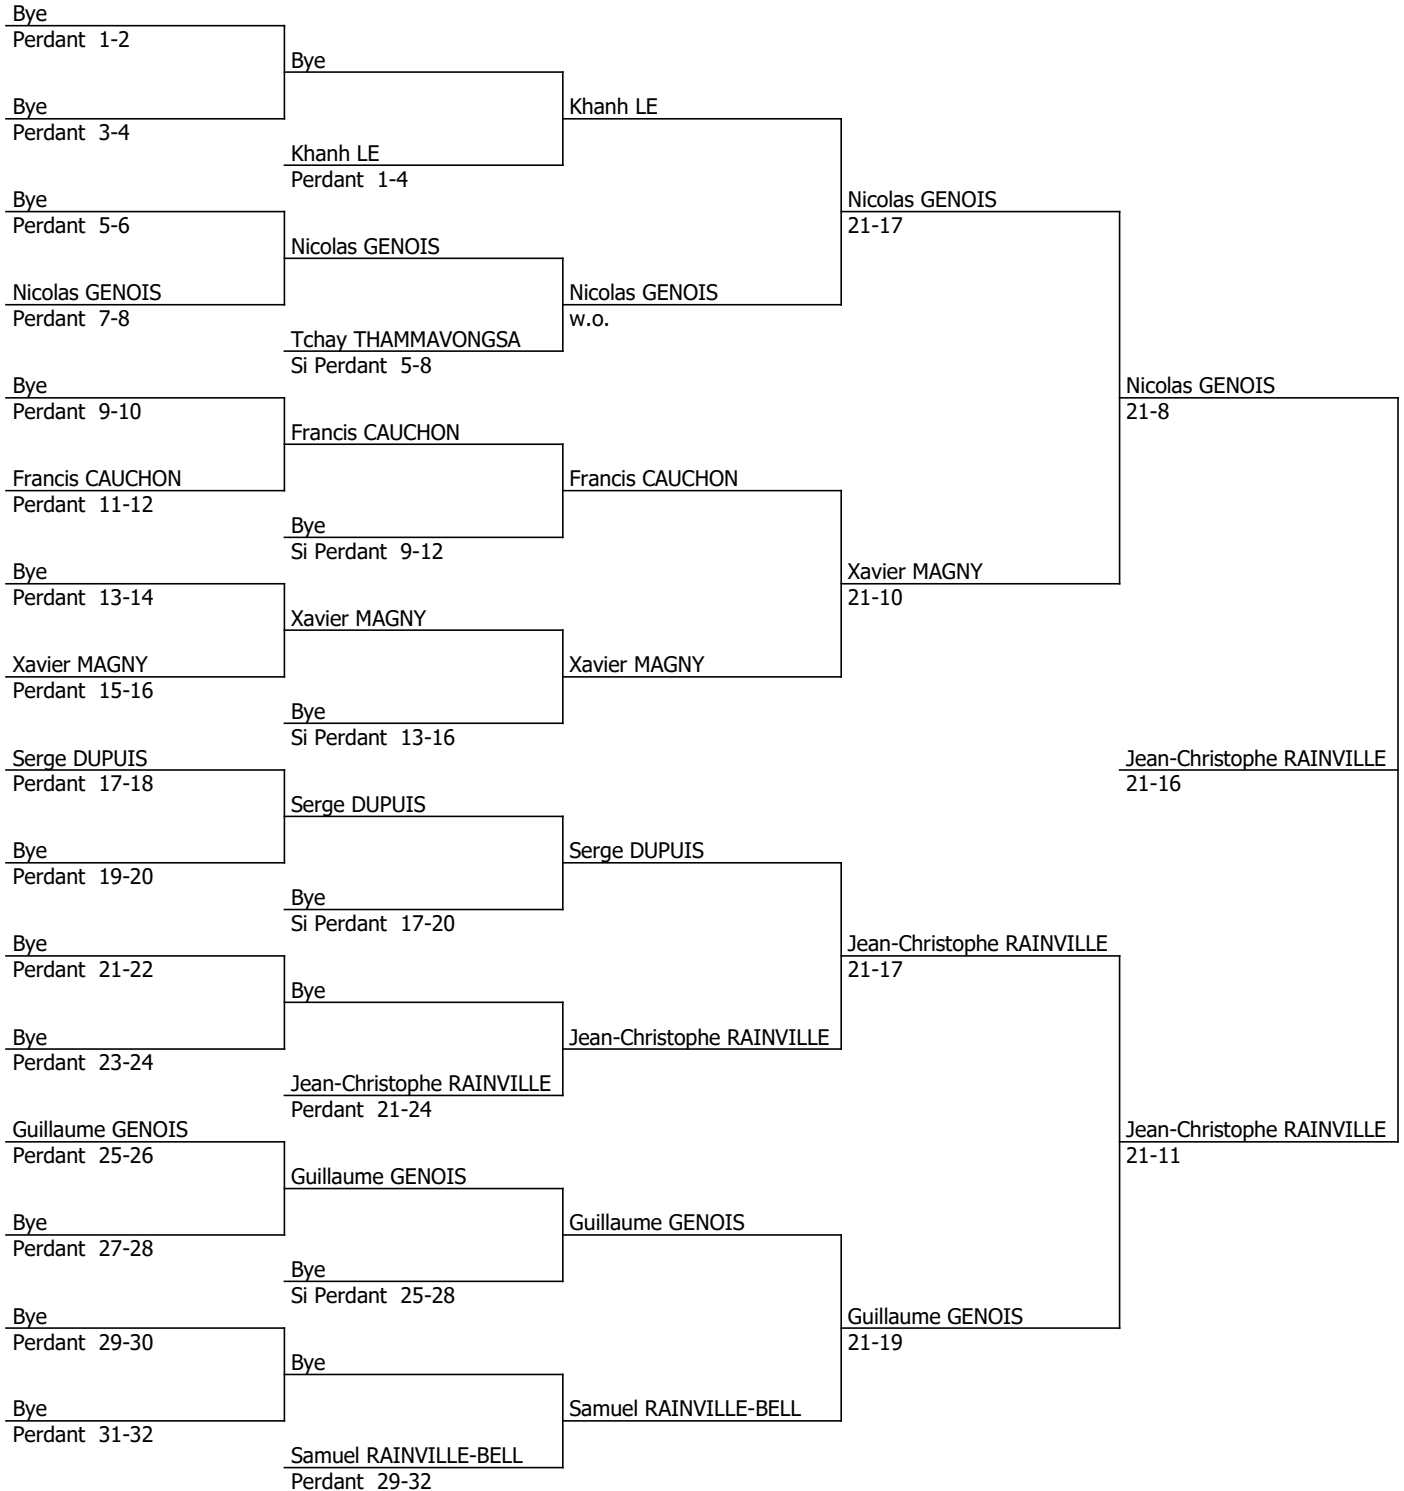 Bye
Perdant 1-2
Bye
Bye
Perdant 3-4
Khanh LE
Khanh LE
Perdant 1-4
Bye
Perdant 5-6
Nicolas GENOIS
21-17
Nicolas GENOIS
Nicolas GENOIS
Perdant 7-8
Nicolas GENOIS
w.o.
Tchay THAMMAVONGSA
Si Perdant 5-8
Bye
Perdant 9-10
Nicolas GENOIS
21-8
Francis CAUCHON
Francis CAUCHON
Perdant 11-12
Francis CAUCHON
Bye
Si Perdant 9-12
Bye
Perdant 13-14
Xavier MAGNY
21-10
Xavier MAGNY
Xavier MAGNY
Perdant 15-16
Xavier MAGNY
Bye
Si Perdant 13-16
Serge DUPUIS
Perdant 17-18
Jean-Christophe RAINVILLE
21-16
Serge DUPUIS
Bye
Perdant 19-20
Serge DUPUIS
Bye
Si Perdant 17-20
Bye
Perdant 21-22
Jean-Christophe RAINVILLE
21-17
Bye
Bye
Perdant 23-24
Jean-Christophe RAINVILLE
Jean-Christophe RAINVILLE
Perdant 21-24
Guillaume GENOIS
Perdant 25-26
Jean-Christophe RAINVILLE
21-11
Guillaume GENOIS
Bye
Perdant 27-28
Guillaume GENOIS
Bye
Si Perdant 25-28
Bye
Perdant 29-30
Guillaume GENOIS
21-19
Bye
Bye
Perdant 31-32
Samuel RAINVILLE-BELL
Samuel RAINVILLE-BELL
Perdant 29-32